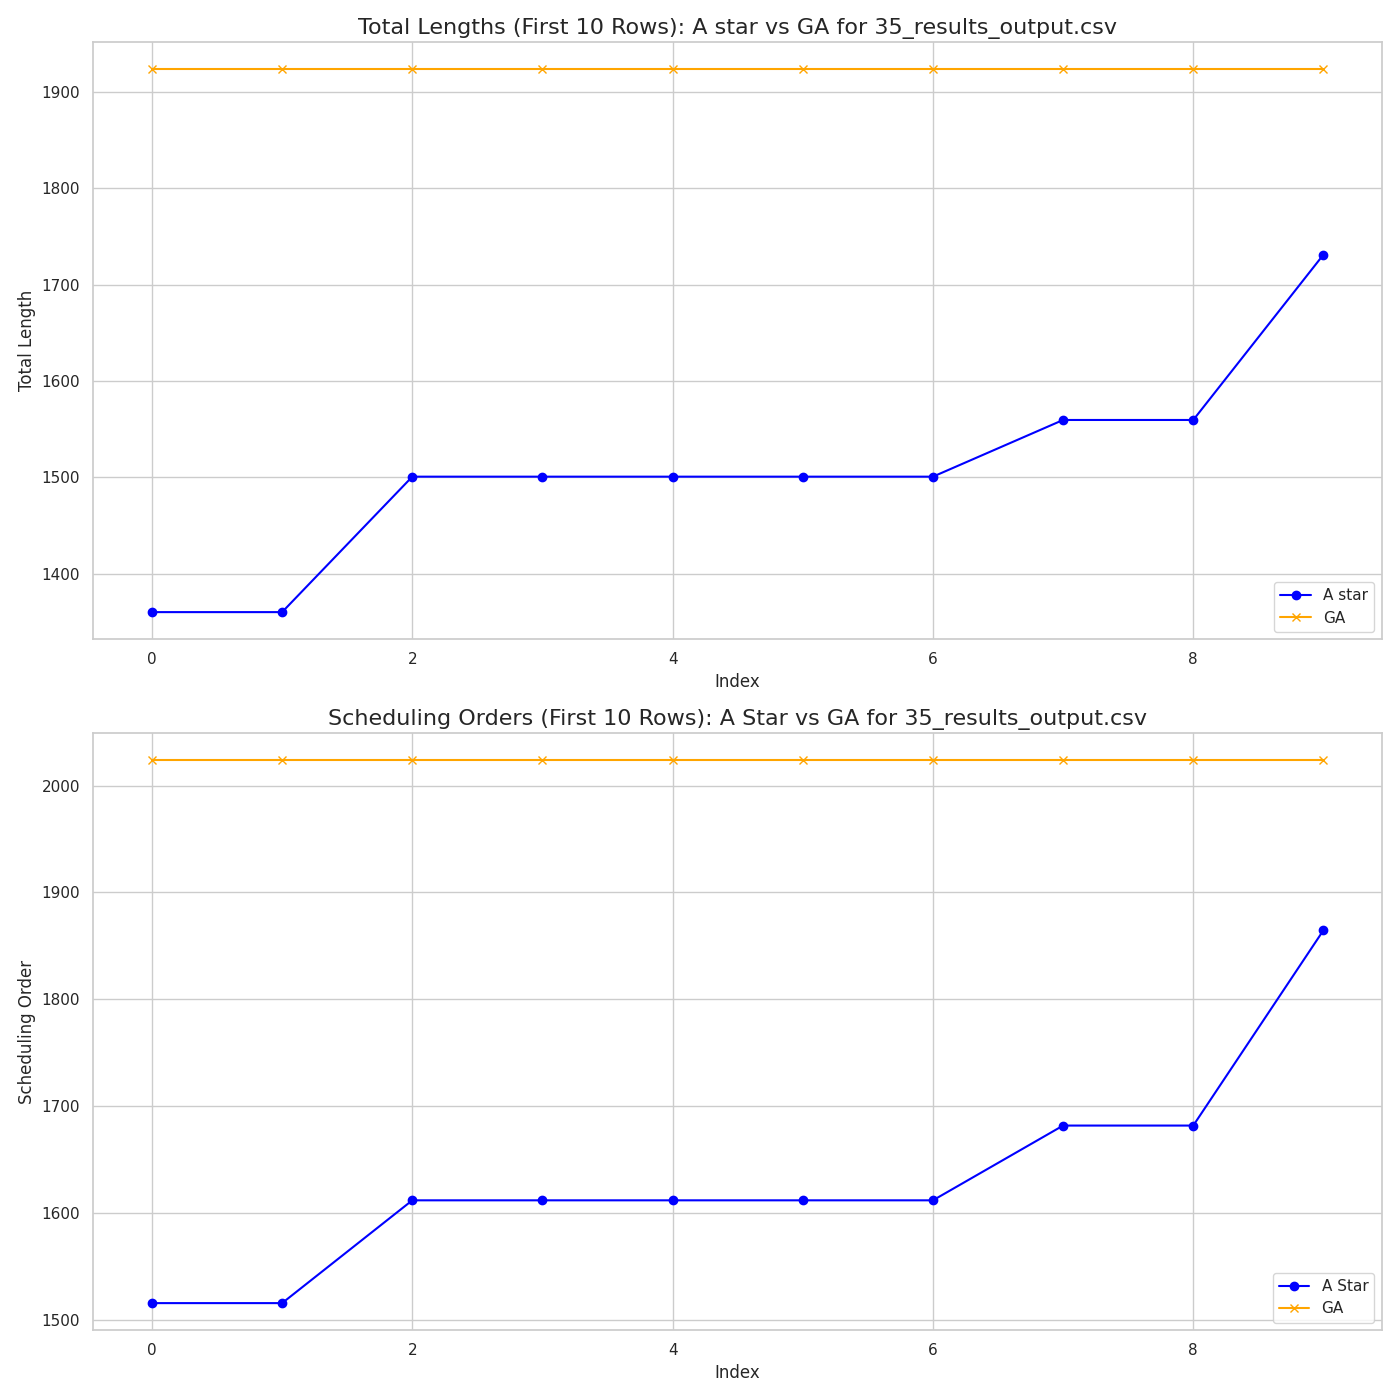 Total Lengths (First 10 Rows): A star vs GA for 35_results_output.csv
1900
1800
1700
1600
1500
1400
Total Length
0 2 4 6 8
Index
A star
GA
Scheduling Orders (First 10 Rows): A Star vs GA for 35_results_output.csv
2000
1900
1800
1700
1600
1500
Scheduling Order
0 2 4 6 8
Index
A Star
GA